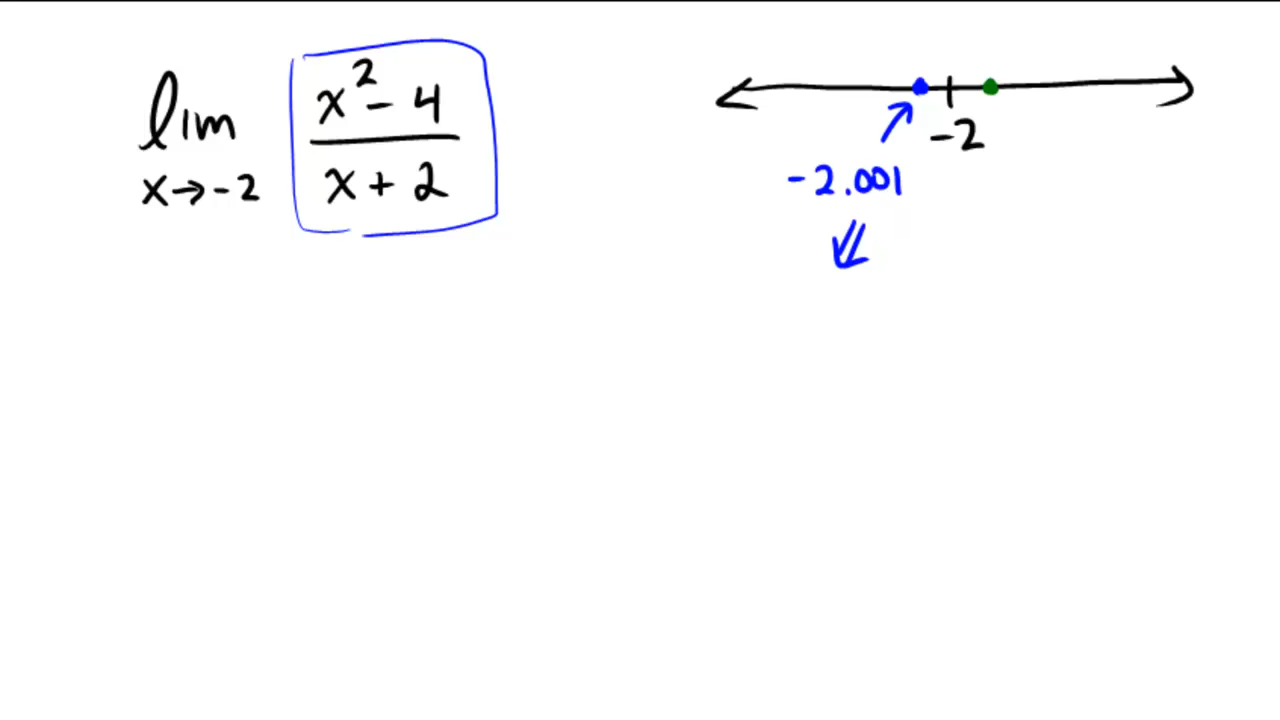 lim x² - 4
x → -2 x + 2
-2
-2.001